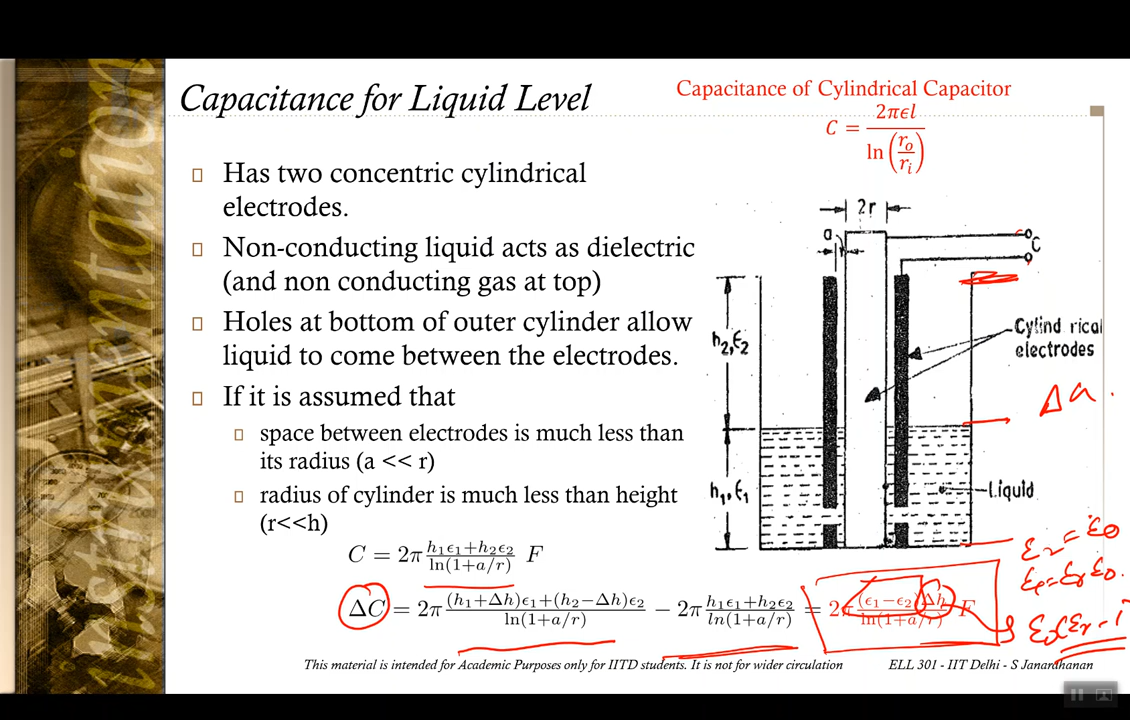 Capacitance for Liquid Level
Capacitance of Cylindrical Capacitor
C = 2πϵl / ln(r_o/r_i)
Has two concentric cylindrical
electrodes.
Non-conducting liquid acts as dielectric
(and non conducting gas at top)
Holes at bottom of outer cylinder allow
liquid to come between the electrodes.
If it is assumed that
space between electrodes is much less than
its radius (a << r)
radius of cylinder is much less than height
(r<<h)
C = 2π (h₁ϵ₁+h₂ϵ₂)/ln(1+a/r) F
ΔC = 2π ((h₁+Δh)ϵ₁+(h₂−Δh)ϵ₂)/ln(1+a/r) − 2π (h₁ϵ₁+h₂ϵ₂)/ln(1+a/r) = 2π ((ϵ₁−ϵ₂)Δh)/ln(1+a/r) F
2r
a
C
h₂,ϵ₂
Cylind rical
electrodes
h₁,ϵ₁
Liquid
ε₂ = ε₀
This material is intended for Academic Purposes only for IITD students. It is not for wider circulation
ELL 301 - IIT Delhi - S Janardhanan